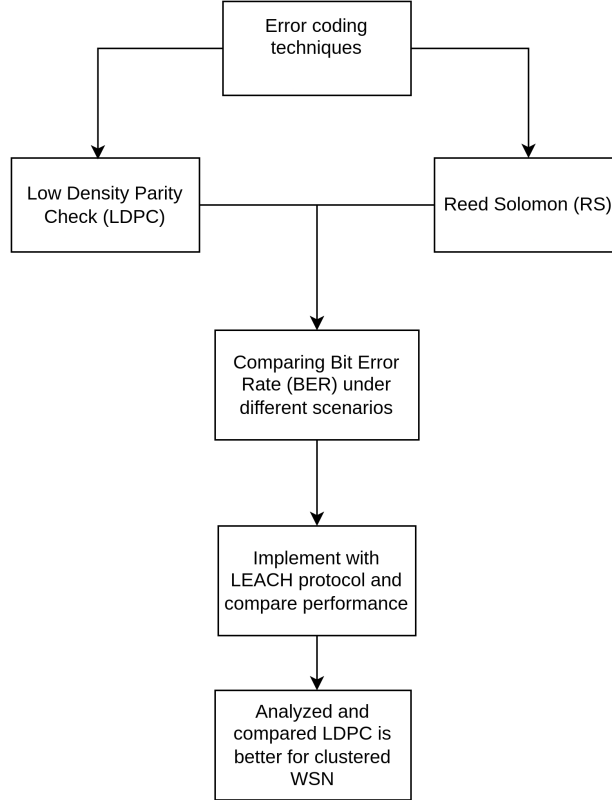 Error coding
techniques
Low Density Parity
Check (LDPC)
Reed Solomon (RS)
Comparing Bit Error
Rate (BER) under
different scenarios
Implement with
LEACH protocol and
compare performance
Analyzed and
compared LDPC is
better for clustered
WSN